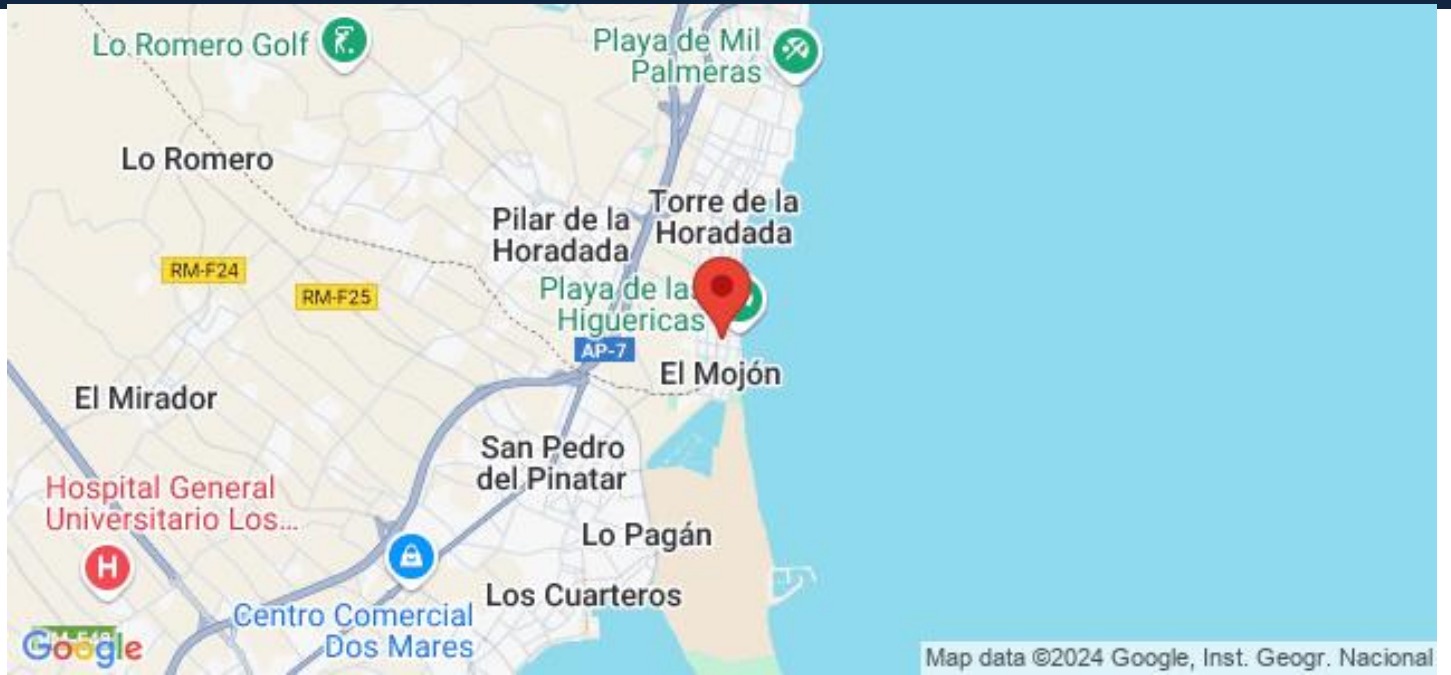 Lo Romero Golf
Playa de Mil
Palmeras
Lo Romero
Torre de la
Horadada
Pilar de la
Horadada
RM-F24
RM-F25
Playa de las
Higuericas
AP-7
El Mojón
El Mirador
San Pedro
del Pinatar
Hospital General
Universitario Los...
H
Lo Pagán
Los Cuarteros
Centro Comercial
Dos Mares
Google
Map data ©2024 Google, Inst. Geogr. Nacional